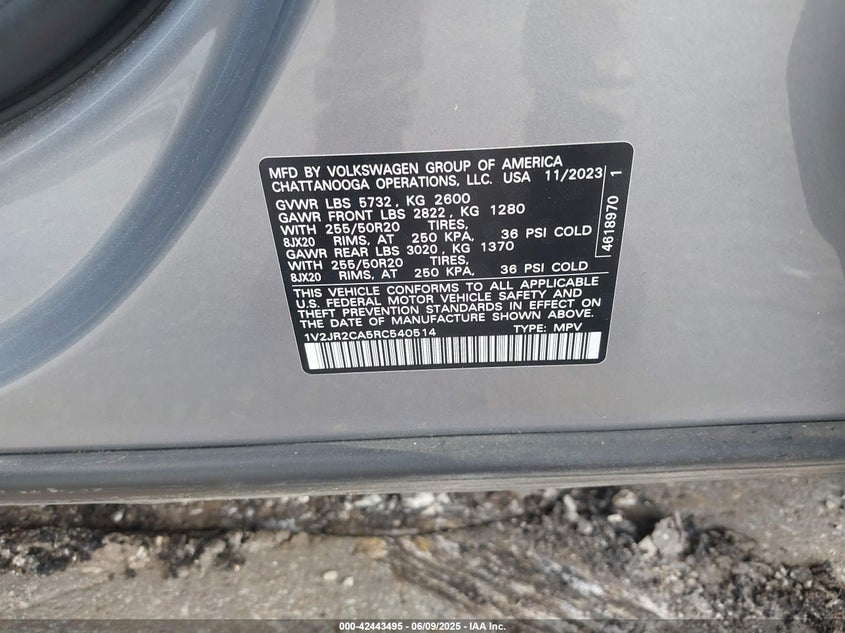 MFD BY VOLKSWAGEN GROUP OF AMERICA
CHATTANOOGA OPERATIONS, LLC. USA 11/2023
GVWR LBS 5732, KG 2600
GAWR FRONT LBS 2822, KG 1280
WITH 255/50R20 TIRES,
8JX20 RIMS, AT 250 KPA, 36 PSI COLD
GAWR REAR LBS 3020, KG 1370
WITH 255/50R20 TIRES,
8JX20 RIMS, AT 250 KPA, 36 PSI COLD
THIS VEHICLE CONFORMS TO ALL APPLICABLE
U.S. FEDERAL MOTOR VEHICLE SAFETY AND
THEFT PREVENTION STANDARDS IN EFFECT ON
THE DATE OF MANUFACTURE SHOWN ABOVE.
1V2JR2CA5RC540514 TYPE: MPV
4618970 1
000-42443495 - 06/09/2025 - IAA Inc.